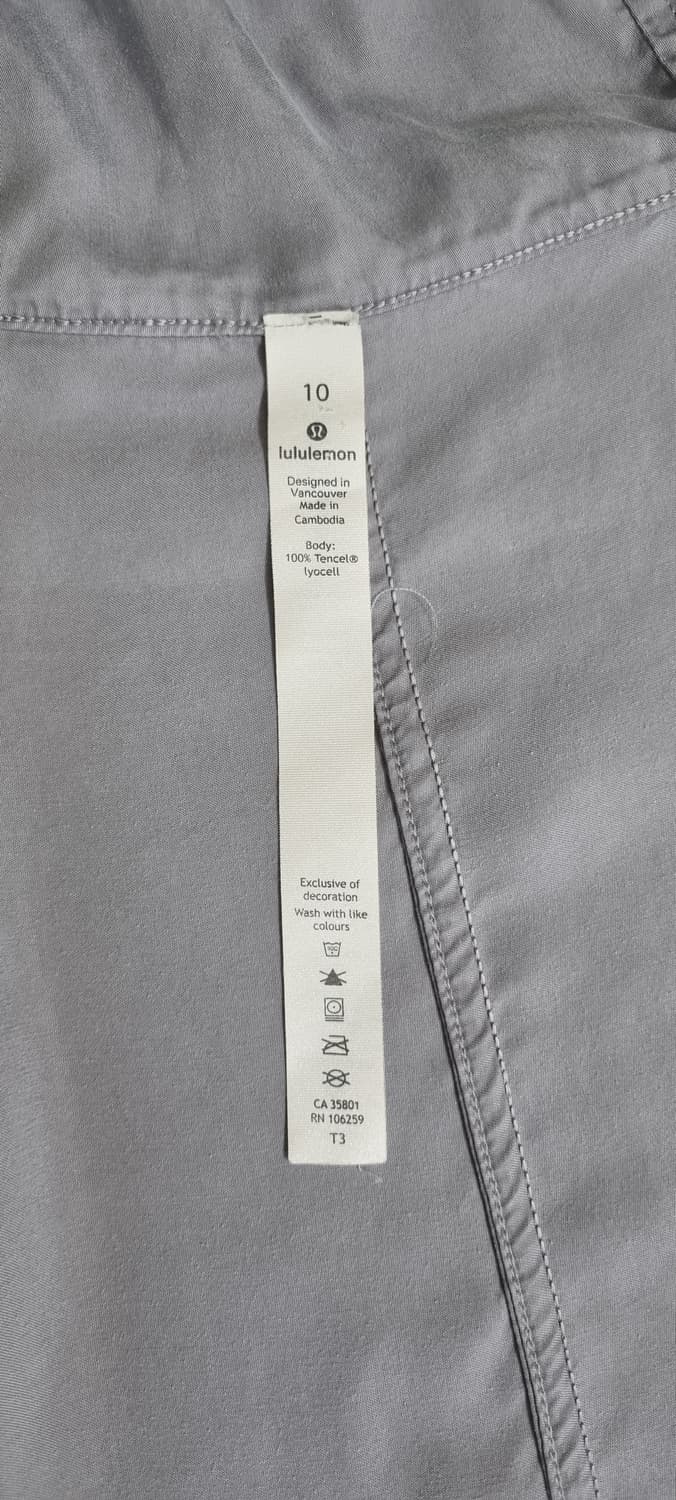 10
lululemon
Designed in
Vancouver
Made in
Cambodia
Body:
100% Tencel®
lyocell
Exclusive of
decoration
Wash with like
colours
CA 35801
RN 106259
T3